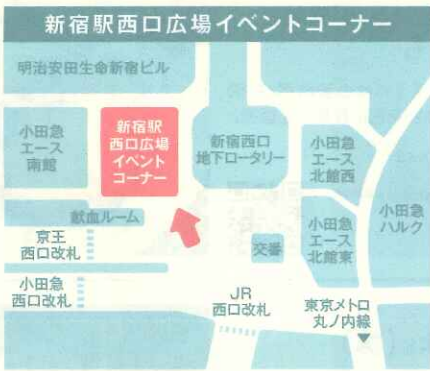 新宿駅西口広場イベントコーナー
明治安田生命新宿ビル
小田急
エース
南館
新宿駅
西口広場
イベント
コーナー
新宿西口
地下ロータリー
小田急
エース
北館西
小田急
ハルク
献血ルーム
京王
西口改札
交番
小田急
エース
北館東
小田急
西口改札
JR
西口改札
東京メトロ
丸ノ内線